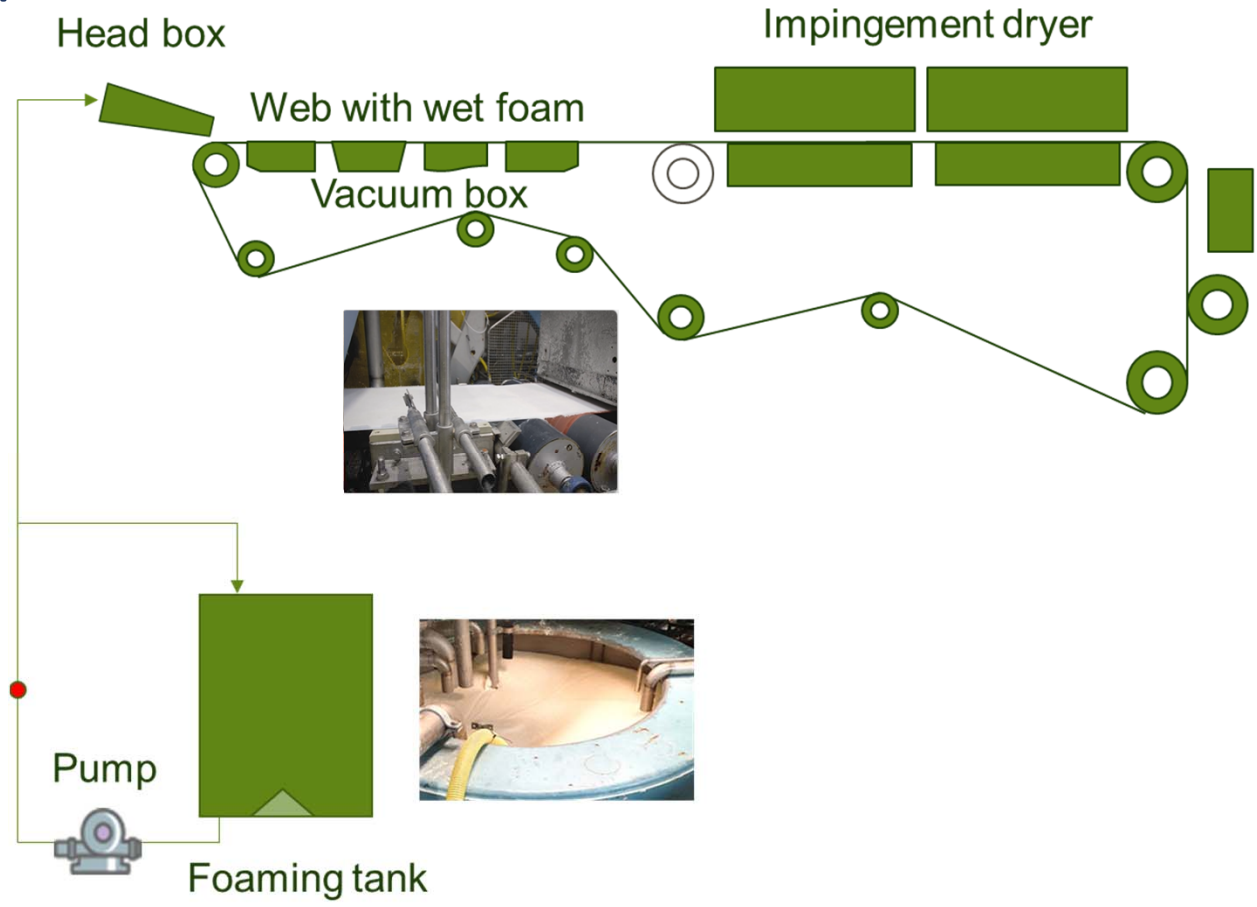 Head box
Impingement dryer
Web with wet foam
Vacuum box
Pump
Foaming tank